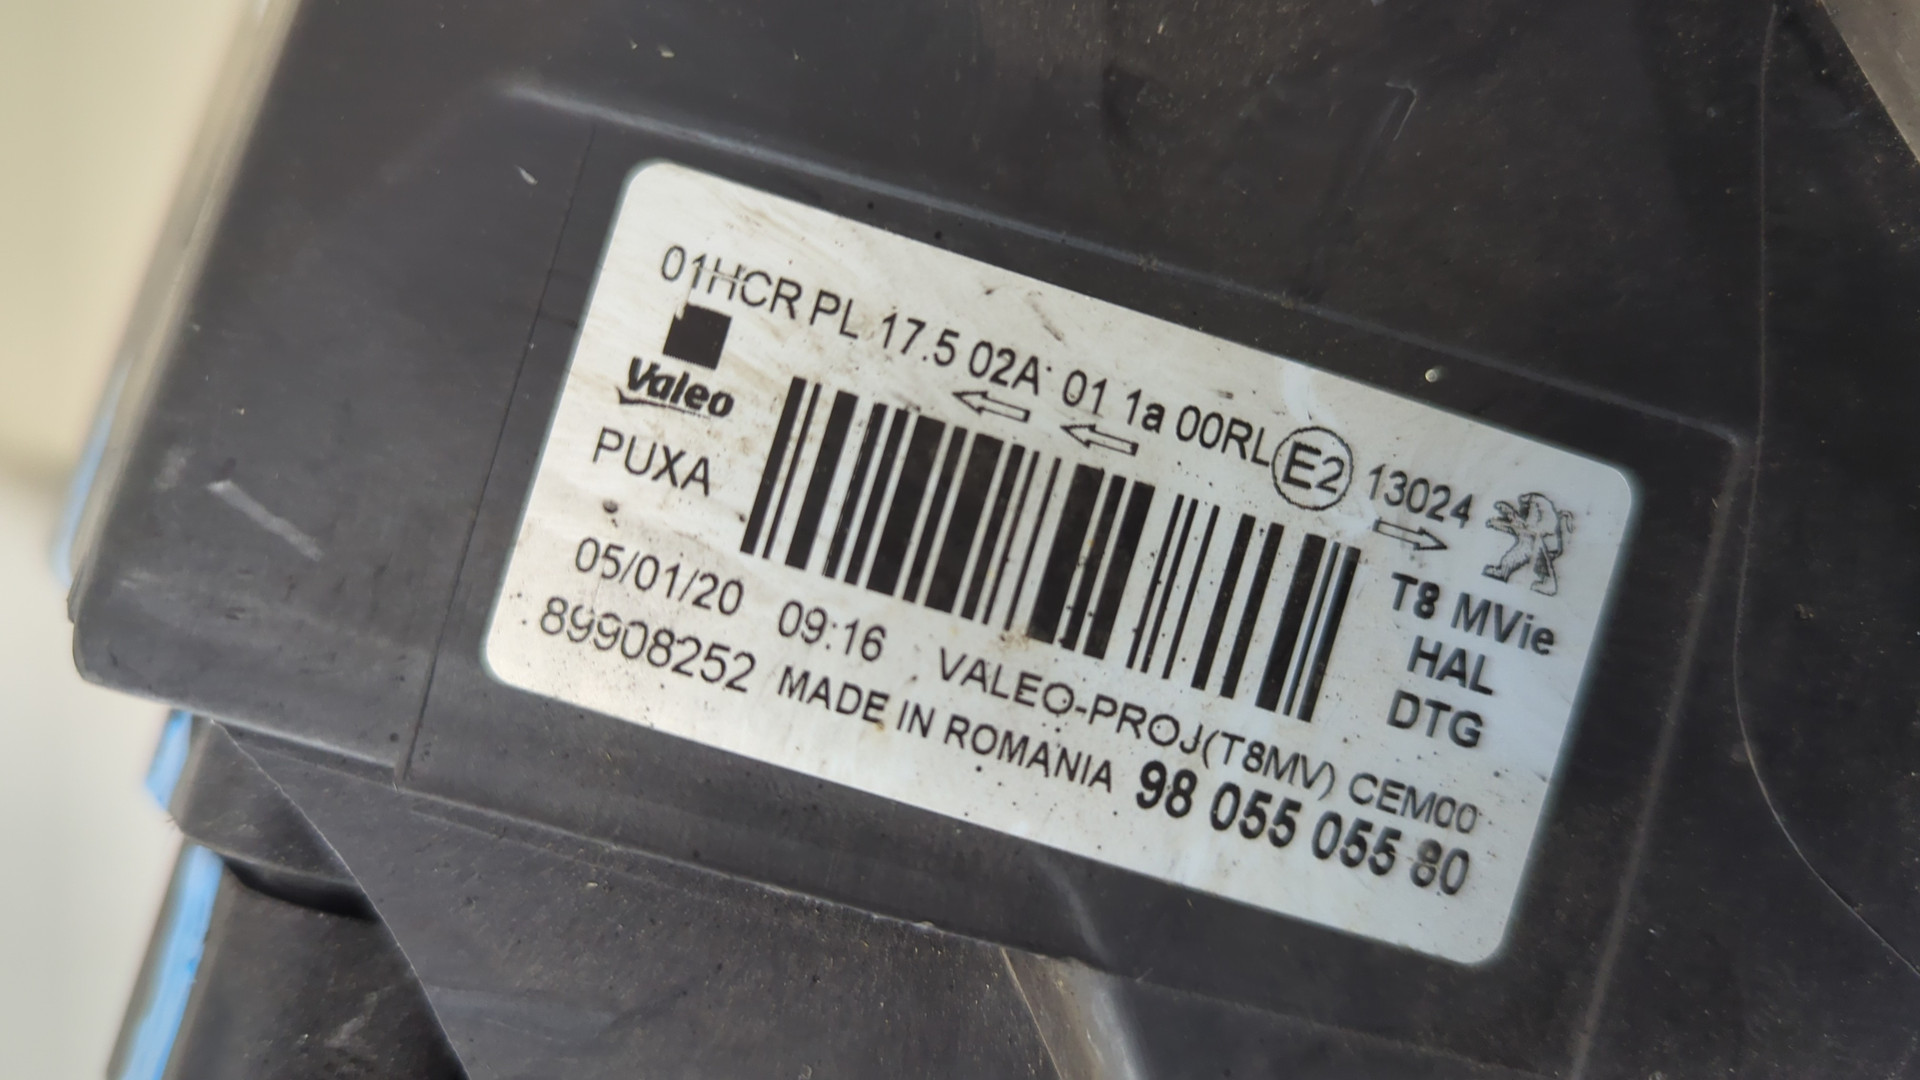 01HCR PL 17.5 02A 01 1a 00RL E2 13024
Valeo
PUXA
T8 MVie
HAL
DTG
05/01/20 09:16 VALEO-PROJ(T8MV) CEM00
89908252 MADE IN ROMANIA 98 055 055 80